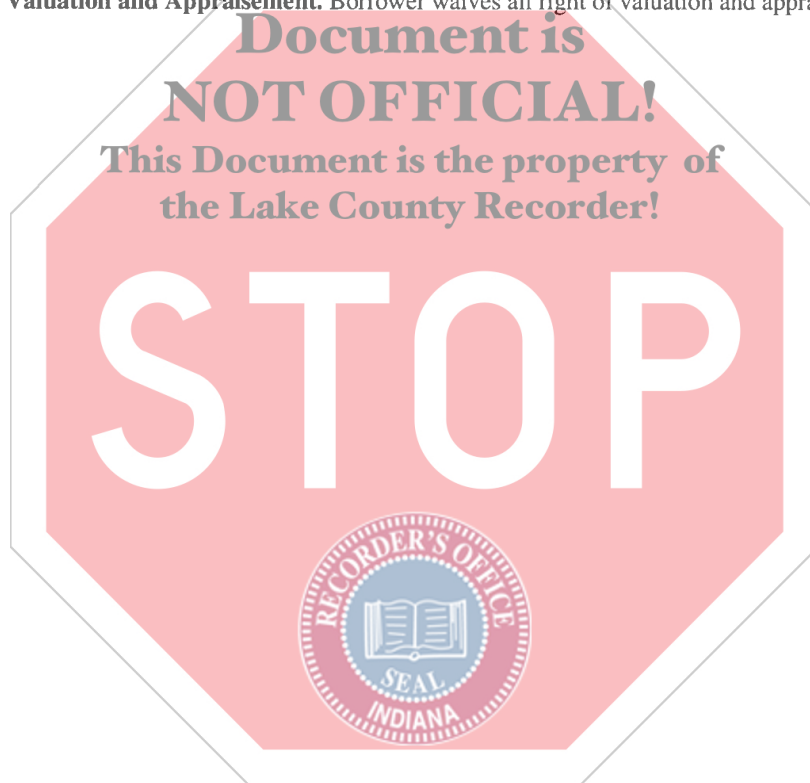 Valuation and Appraisement. Borrower waives all right of valuation and
Document is
NOT OFFICIAL!
This Document is the property of
the Lake County Recorder!
STOP
RECORDER'S OFFICE
SEAL
INDIANA